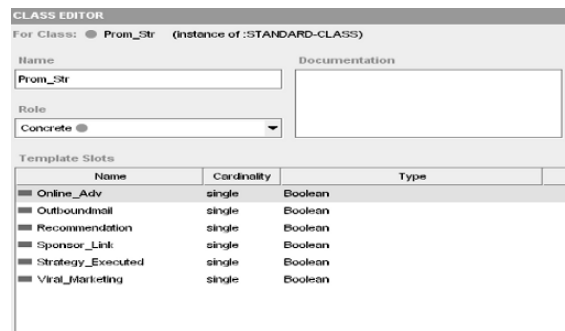 CLASS EDITOR
For Class: Prom_Str (instance of :STANDARD-CLASS)
Name Documentation
Prom_Str
Role
Concrete
Template Slots
Name Cardinality Type
Online_Adv single Boolean
Outboundmail single Boolean
Recommendation single Boolean
Sponsor_Link single Boolean
Strategy_Executed single Boolean
Viral_Marketing single Boolean